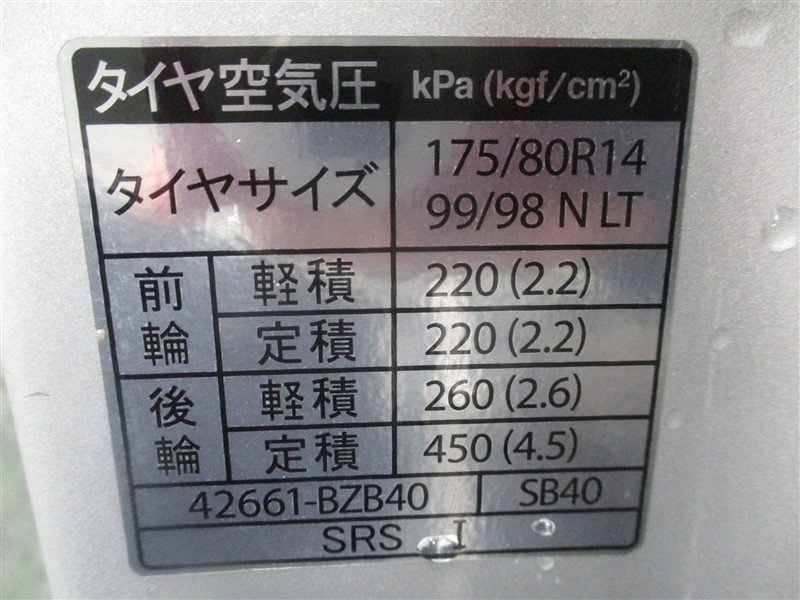 タイヤ空気圧 kPa (kgf/cm²)
タイヤサイズ 175/80R14
99/98 N LT
前輪 軽積 220 (2.2)
定積 220 (2.2)
後輪 軽積 260 (2.6)
定積 450 (4.5)
42661-BZB40 SB40
SRS I